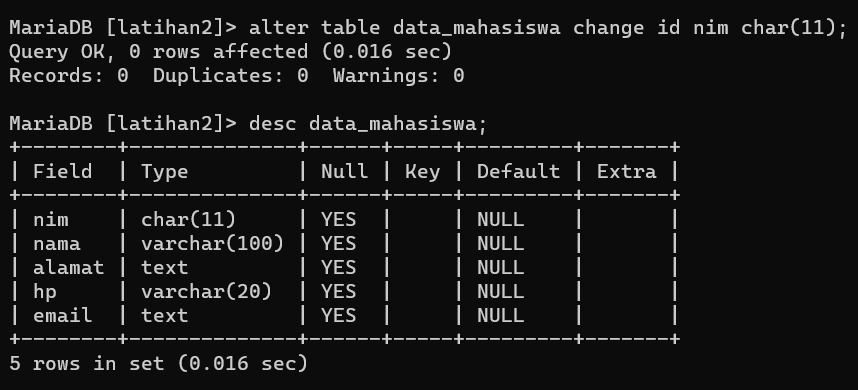 MariaDB [latihan2]> alter table data_mahasiswa change id nim char(11);
Query OK, 0 rows affected (0.016 sec)
Records: 0  Duplicates: 0  Warnings: 0

MariaDB [latihan2]> desc data_mahasiswa;
+--------+--------------+------+-----+---------+-------+
| Field  | Type         | Null | Key | Default | Extra |
+--------+--------------+------+-----+---------+-------+
| nim    | char(11)     | YES  |     | NULL    |       |
| nama   | varchar(100) | YES  |     | NULL    |       |
| alamat | text         | YES  |     | NULL    |       |
| hp     | varchar(20)  | YES  |     | NULL    |       |
| email  | text         | YES  |     | NULL    |       |
+--------+--------------+------+-----+---------+-------+
5 rows in set (0.016 sec)